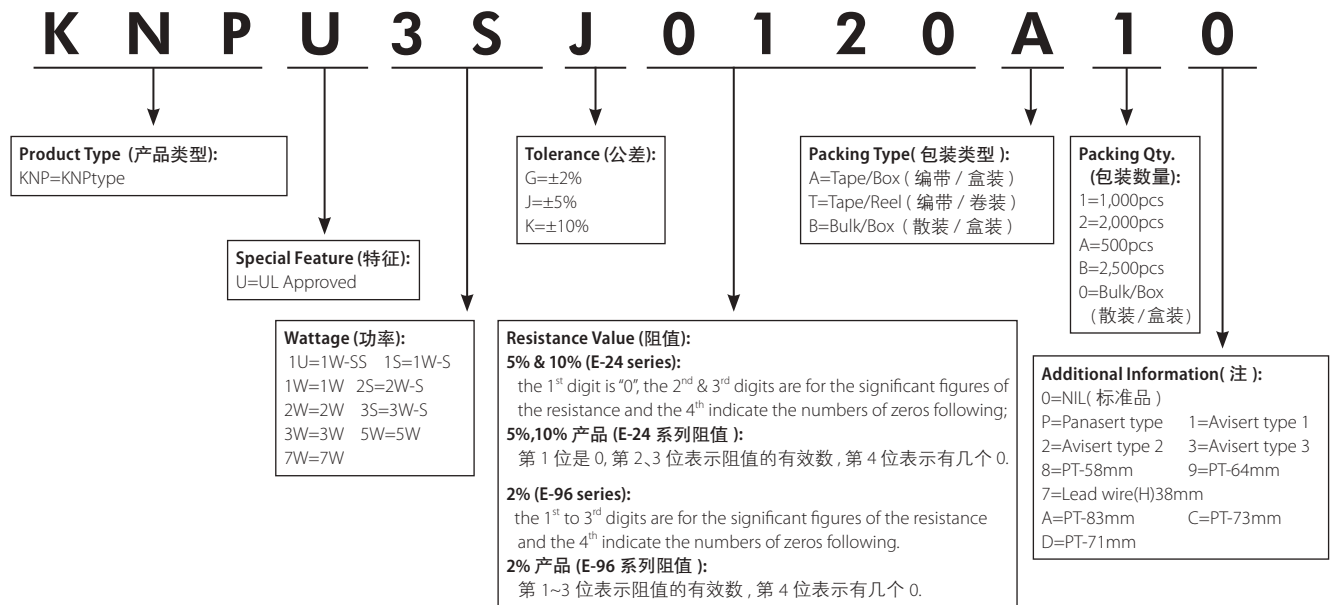 K N P U 3 S J 0 1 2 0 A 1 0
Product Type (产品类型):
KNP=KNPtype
Special Feature (特征):
U=UL Approved
Wattage (功率):
1U=1W-SS 1S=1W-S
1W=1W 2S=2W-S
2W=2W 3S=3W-S
3W=3W 5W=5W
7W=7W
Tolerance (公差):
G=±2%
J=±5%
K=±10%
Resistance Value (阻值):
5% & 10% (E-24 series):
the 1st digit is "0", the 2nd & 3rd digits are for the significant figures of
the resistance and the 4th indicate the numbers of zeros following;
5%,10% 产品 (E-24 系列阻值 ):
第 1 位是 0, 第 2、3 位表示阻值的有效数 , 第 4 位表示有几个 0.
2% (E-96 series):
the 1st to 3rd digits are for the significant figures of the resistance
and the 4th indicate the numbers of zeros following.
2% 产品 (E-96 系列阻值 ):
第 1~3 位表示阻值的有效数 , 第 4 位表示有几个 0.
Packing Type( 包装类型 ):
A=Tape/Box ( 编带 / 盒装 )
T=Tape/Reel ( 编带 / 卷装 )
B=Bulk/Box ( 散装 / 盒装 )
Packing Qty.
(包装数量):
1=1,000pcs
2=2,000pcs
A=500pcs
B=2,500pcs
0=Bulk/Box
(散装 / 盒装)
Additional Information( 注 ):
0=NIL( 标准品 )
P=Panasert type 1=Avisert type 1
2=Avisert type 2 3=Avisert type 3
8=PT-58mm 9=PT-64mm
7=Lead wire(H)38mm
A=PT-83mm C=PT-73mm
D=PT-71mm